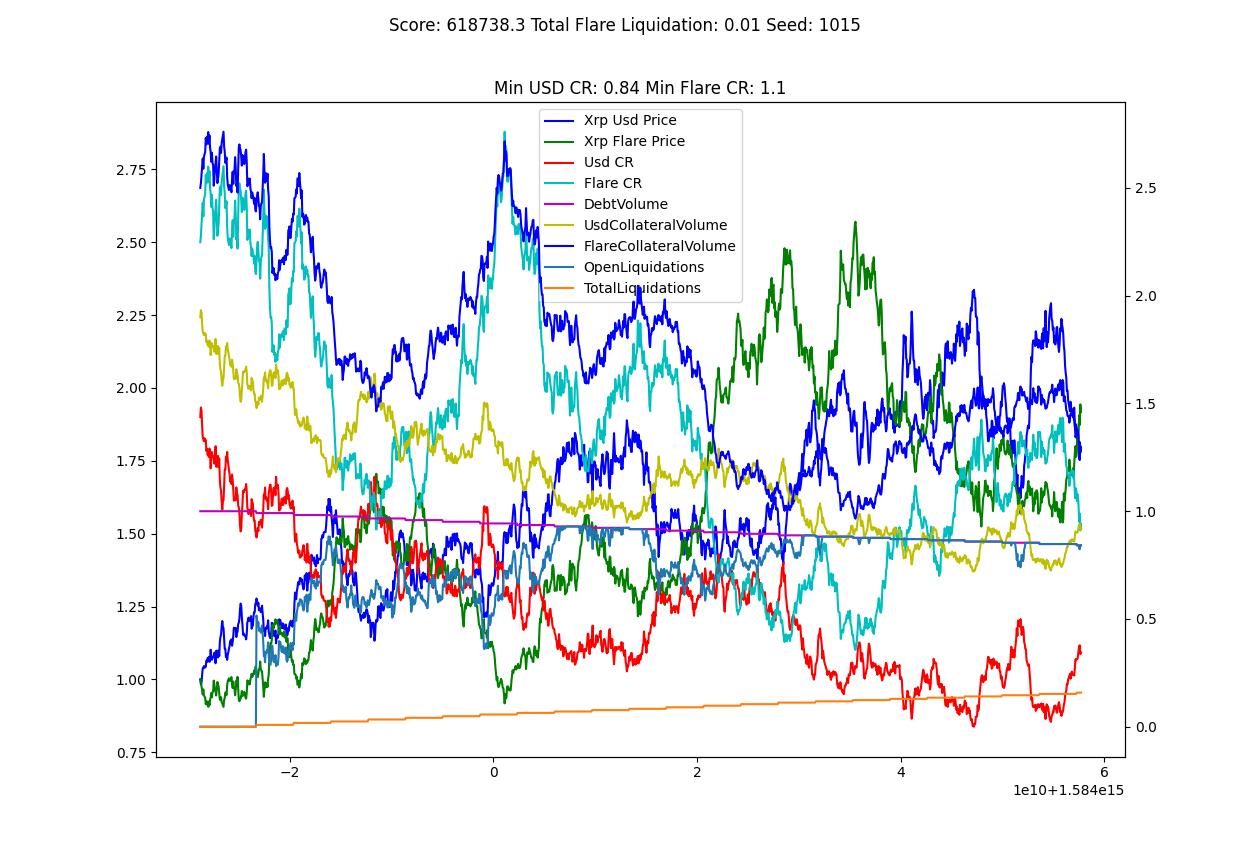 Score: 618738.3 Total Flare Liquidation: 0.01 Seed: 1015
Min USD CR: 0.84 Min Flare CR: 1.1
Xrp Usd Price
Xrp Flare Price
Usd CR
Flare CR
DebtVolume
UsdCollateralVolume
FlareCollateralVolume
OpenLiquidations
TotalLiquidations
2.75
2.50
2.25
2.00
1.75
1.50
1.25
1.00
0.75
2.5
2.0
1.5
1.0
0.5
0.0
−2
0
2
4
6
1e10+1.584e15